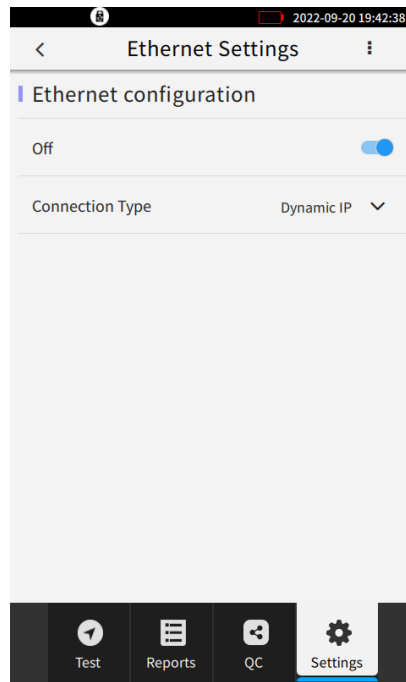 2022-09-20 19:42:38
Ethernet Settings
Ethernet configuration
Off
Connection Type Dynamic IP
Test Reports QC Settings